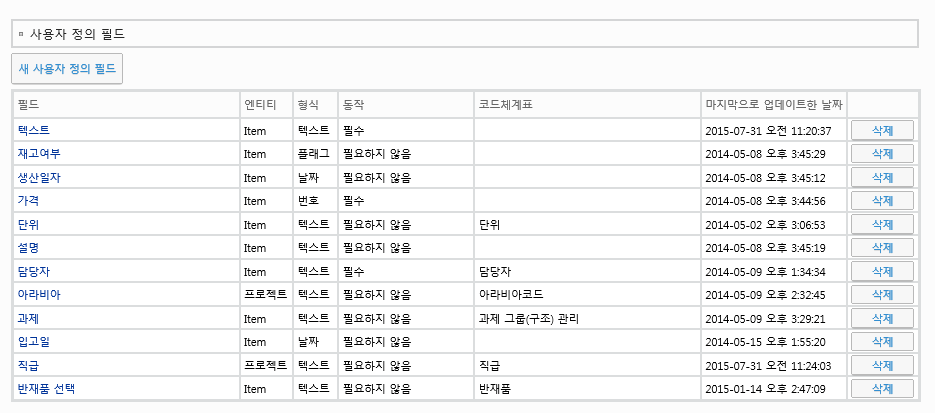 사용자 정의 필드
새 사용자 정의 필드
필드 엔티티 형식 동작 코드체계표 마지막으로 업데이트한 날짜
텍스트 Item 텍스트 필수 2015-07-31 오전 11:20:37 삭제
재고여부 Item 플래그 필요하지 않음 2014-05-08 오후 3:45:29 삭제
생산일자 Item 날짜 필요하지 않음 2014-05-08 오후 3:45:12 삭제
가격 Item 번호 필수 2014-05-08 오후 3:44:56 삭제
단위 Item 텍스트 필요하지 않음 단위 2014-05-02 오후 3:06:53 삭제
설명 Item 텍스트 필요하지 않음 2014-05-08 오후 3:45:19 삭제
담당자 Item 텍스트 필수 담당자 2014-05-09 오후 1:34:34 삭제
아라비아 프로젝트 텍스트 필요하지 않음 아라비아코드 2014-05-09 오후 2:32:45 삭제
과제 Item 텍스트 필요하지 않음 과제 그룹(구조) 관리 2014-05-09 오후 3:29:21 삭제
입고일 Item 날짜 필요하지 않음 2014-05-15 오후 1:55:20 삭제
직급 프로젝트 텍스트 필요하지 않음 직급 2015-07-31 오전 11:24:03 삭제
반재품 선택 Item 텍스트 필요하지 않음 반재품 2015-01-14 오후 2:47:09 삭제